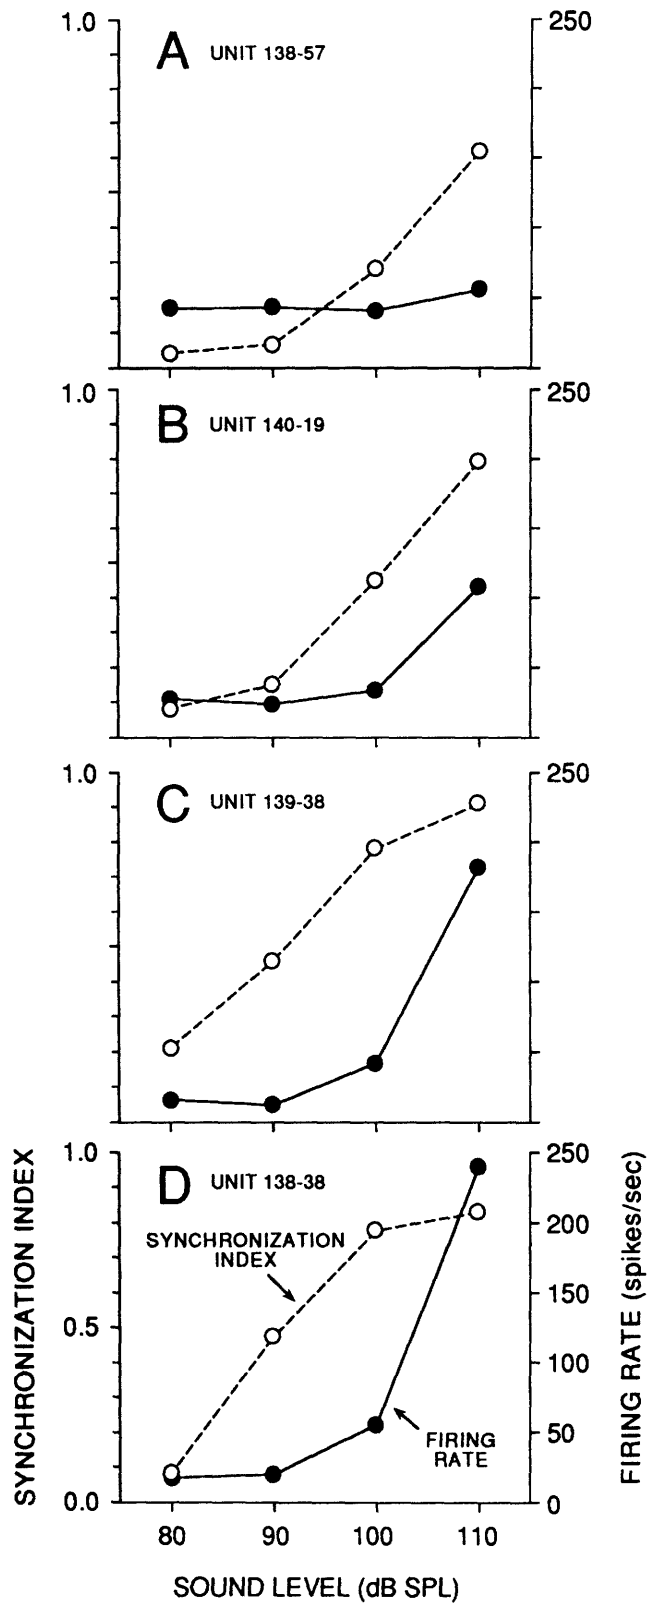 1.0
250
A UNIT 138-57
1.0
250
B UNIT 140-19
1.0
250
C UNIT 139-38
1.0
250
D UNIT 138-38
SYNCHRONIZATION
INDEX
200
150
0.5
100
50
FIRING
RATE
0.0
0
80 90 100 110
SOUND LEVEL (dB SPL)
SYNCHRONIZATION INDEX
FIRING RATE (spikes/sec)